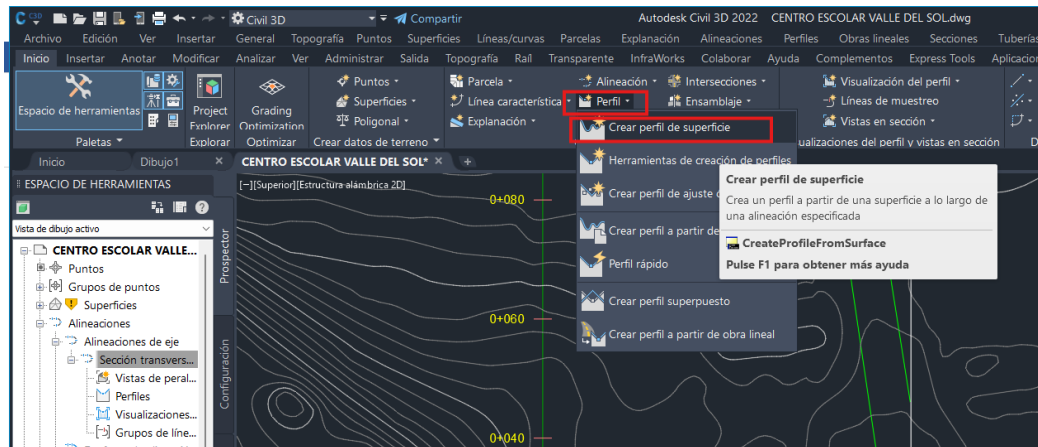 Civil 3D
Compartir
Autodesk Civil 3D 2022 CENTRO ESCOLAR VALLE DEL SOL.dwg
Archivo Edición Ver Insertar General Topografía Puntos Superficies Líneas/curvas Parcelas Explanación Alineaciones Perfiles Obras lineales Secciones Tuberías
Inicio Insertar Anotar Modificar Analizar Ver Administrar Salida Topografía Raíl Transparente InfraWorks Colaborar Ayuda Complementos Express Tools Aplicacion
Espacio de herramientas
Project
Explorer
Grading
Optimization
Puntos
Superficies
Poligonal
Parcela
Línea característica
Explanación
Alineación
Perfil
Intersecciones
Ensamblaje
Visualización del perfil
Líneas de muestreo
Vistas en sección
Paletas
Explorar
Optimizar
Crear datos de terreno
ualizaciones del perfil y vistas en sección
D
Crear perfil de superficie
Herramientas de creación de perfiles
Crear perfil de ajuste
Crear perfil a partir de
Perfil rápido
Crear perfil superpuesto
Crear perfil a partir de obra lineal
Crear perfil de superficie
Crea un perfil a partir de una superficie a lo largo de
una alineación especificada
CreateProfileFromSurface
Pulse F1 para obtener más ayuda
Inicio
Dibujo1
CENTRO ESCOLAR VALLE DEL SOL*
ESPACIO DE HERRAMIENTAS
Vista de dibujo activo
CENTRO ESCOLAR VALLE...
Puntos
Grupos de puntos
Superficies
Alineaciones
Alineaciones de eje
Sección transvers...
Vistas de peral...
Perfiles
Visualizaciones...
Grupos de líne...
Prospector
Configuración
[−][Superior][Estructura alámbrica 2D]
0+080
0+060
0+040